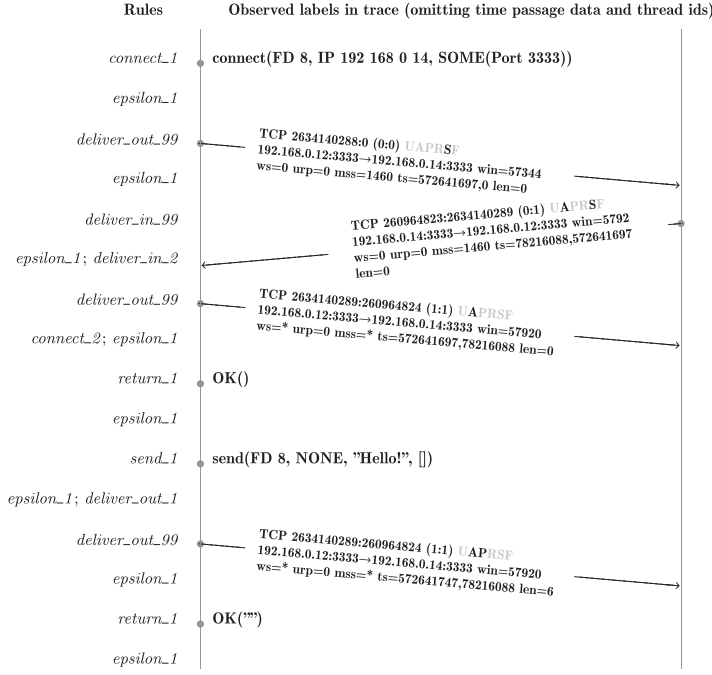 Rules Observed labels in trace (omitting time passage data and thread ids)
connect_1 connect(FD 8, IP 192 168 0 14, SOME(Port 3333))
epsilon_1
deliver_out_99
TCP 2634140288:0 (0:0) UAPRSF
192.168.0.12:3333→192.168.0.14:3333 win=57344
ws=0 urp=0 mss=1460 ts=572641697,0 len=0
epsilon_1
deliver_in_99
TCP 260964823:2634140289 (0:1) UAPRSF
192.168.0.14:3333→192.168.0.12:3333 win=5792
ws=0 urp=0 mss=1460 ts=78216088,572641697
len=0
epsilon_1; deliver_in_2
deliver_out_99
TCP 2634140289:260964824 (1:1) UAPRSF
192.168.0.12:3333→192.168.0.14:3333 win=57920
ws=* urp=0 mss=* ts=572641697,78216088 len=0
connect_2; epsilon_1
return_1 OK()
epsilon_1
send_1 send(FD 8, NONE, "Hello!", [])
epsilon_1; deliver_out_1
deliver_out_99
TCP 2634140289:260964824 (1:1) UAPRSF
192.168.0.12:3333→192.168.0.14:3333 win=57920
ws=* urp=0 mss=* ts=572641747,78216088 len=6
epsilon_1
return_1 OK("")
epsilon_1